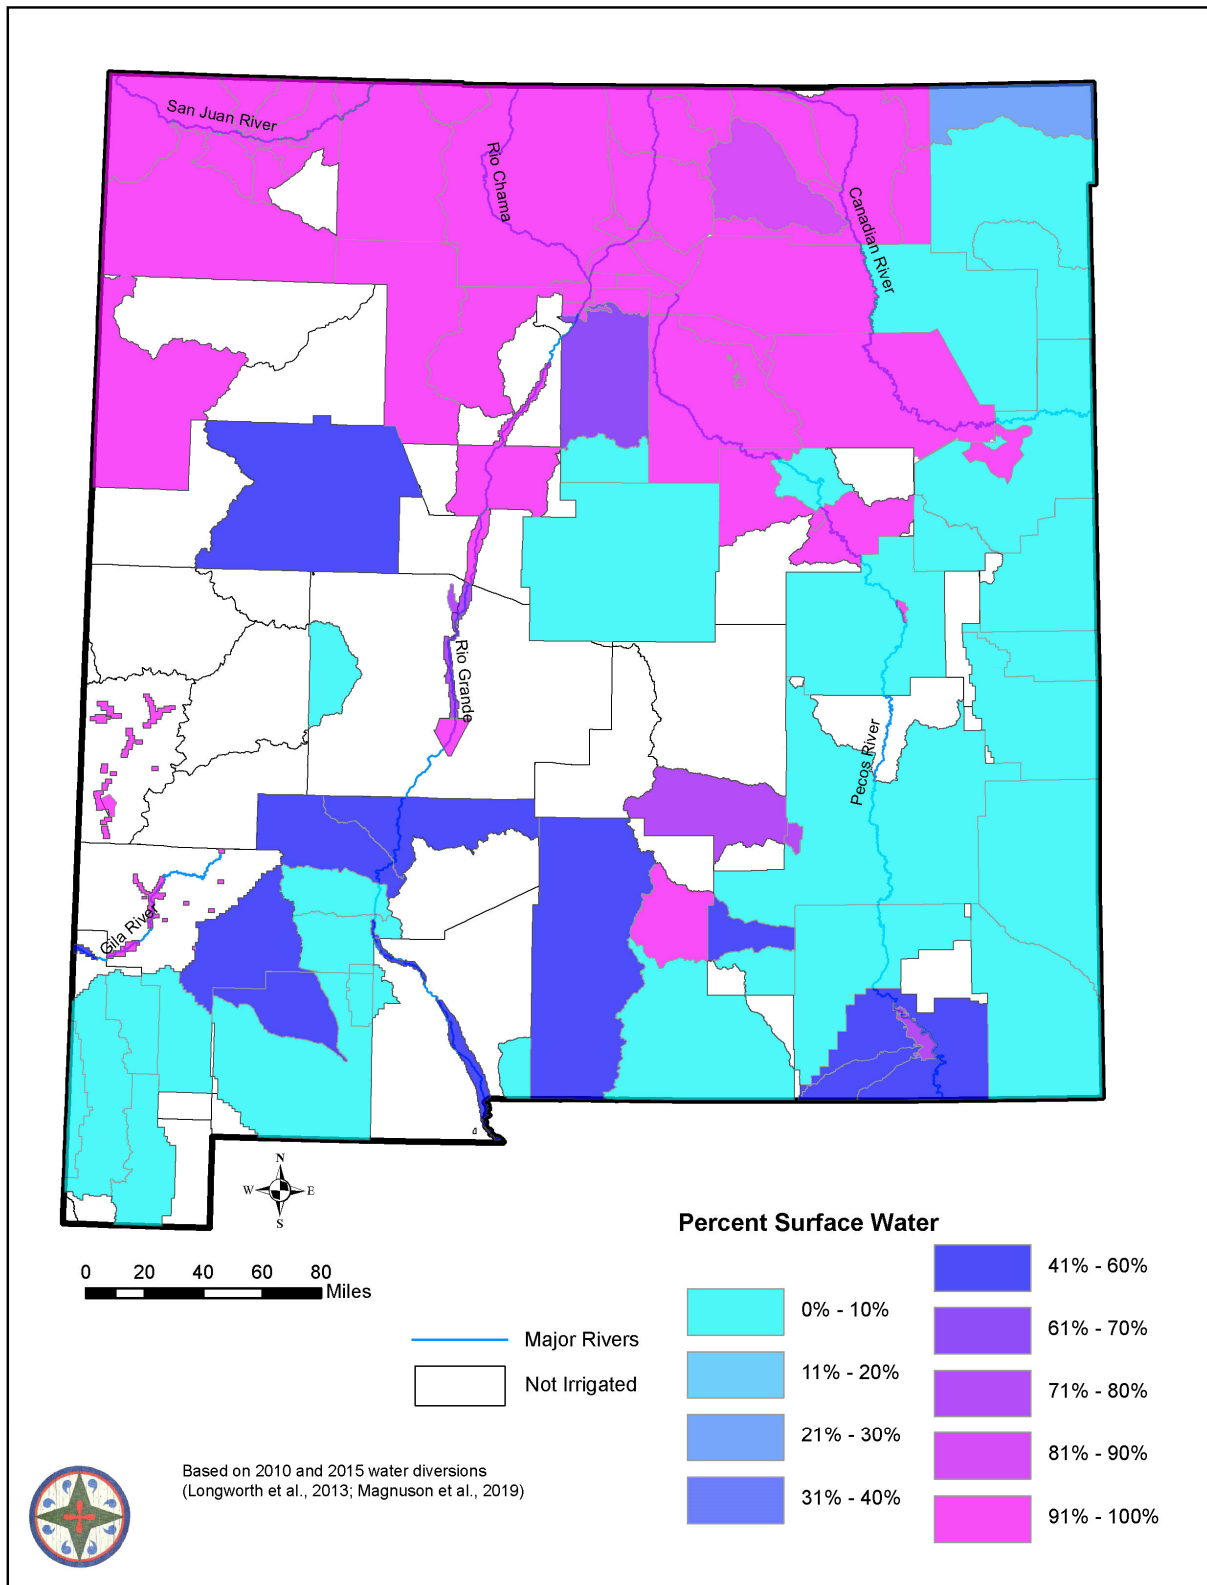 San Juan River
Rio Chama
Canadian River
Rio Grande
Pecos River
Gila River
N
W E
S
0 20 40 60 80
Miles
Major Rivers
Not Irrigated
Percent Surface Water
0% - 10%
11% - 20%
21% - 30%
31% - 40%
41% - 60%
61% - 70%
71% - 80%
81% - 90%
91% - 100%
Based on 2010 and 2015 water diversions
(Longworth et al., 2013; Magnuson et al., 2019)